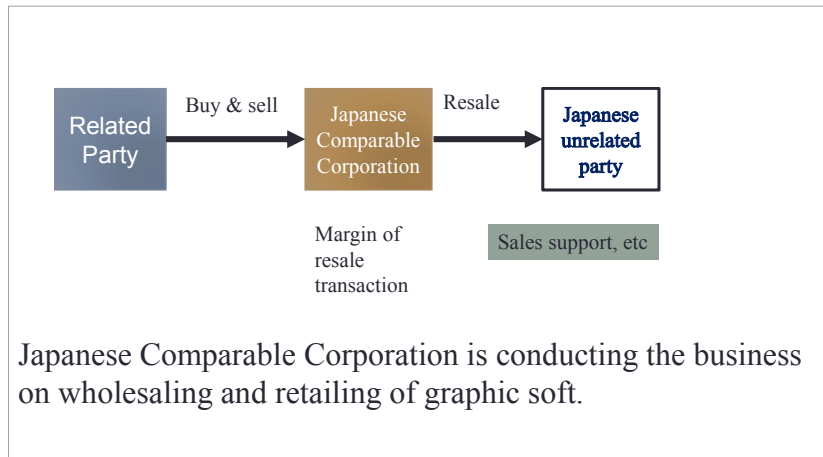 Related
Party
Buy & sell
Japanese
Comparable
Corporation
Resale
Japanese
unrelated
party
Margin of
resale
transaction
Sales support, etc
Japanese Comparable Corporation is conducting the business
on wholesaling and retailing of graphic soft.